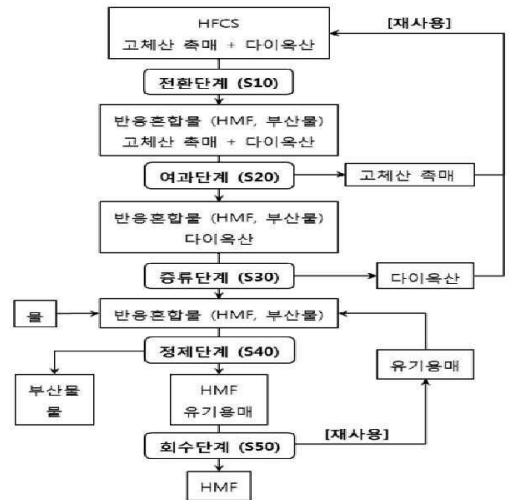 HFCS
고체산 촉매 + 다이옥산
[재사용]
전환단계 (S10)
반응혼합물 (HMF, 부산물)
고체산 촉매 + 다이옥산
여과단계 (S20)
고체산 촉매
반응혼합물 (HMF, 부산물)
다이옥산
증류단계 (S30)
다이옥산
물
반응혼합물 (HMF, 부산물)
정제단계 (S40)
유기용매
부산물
물
HMF
유기용매
회수단계 (S50)
[재사용]
HMF